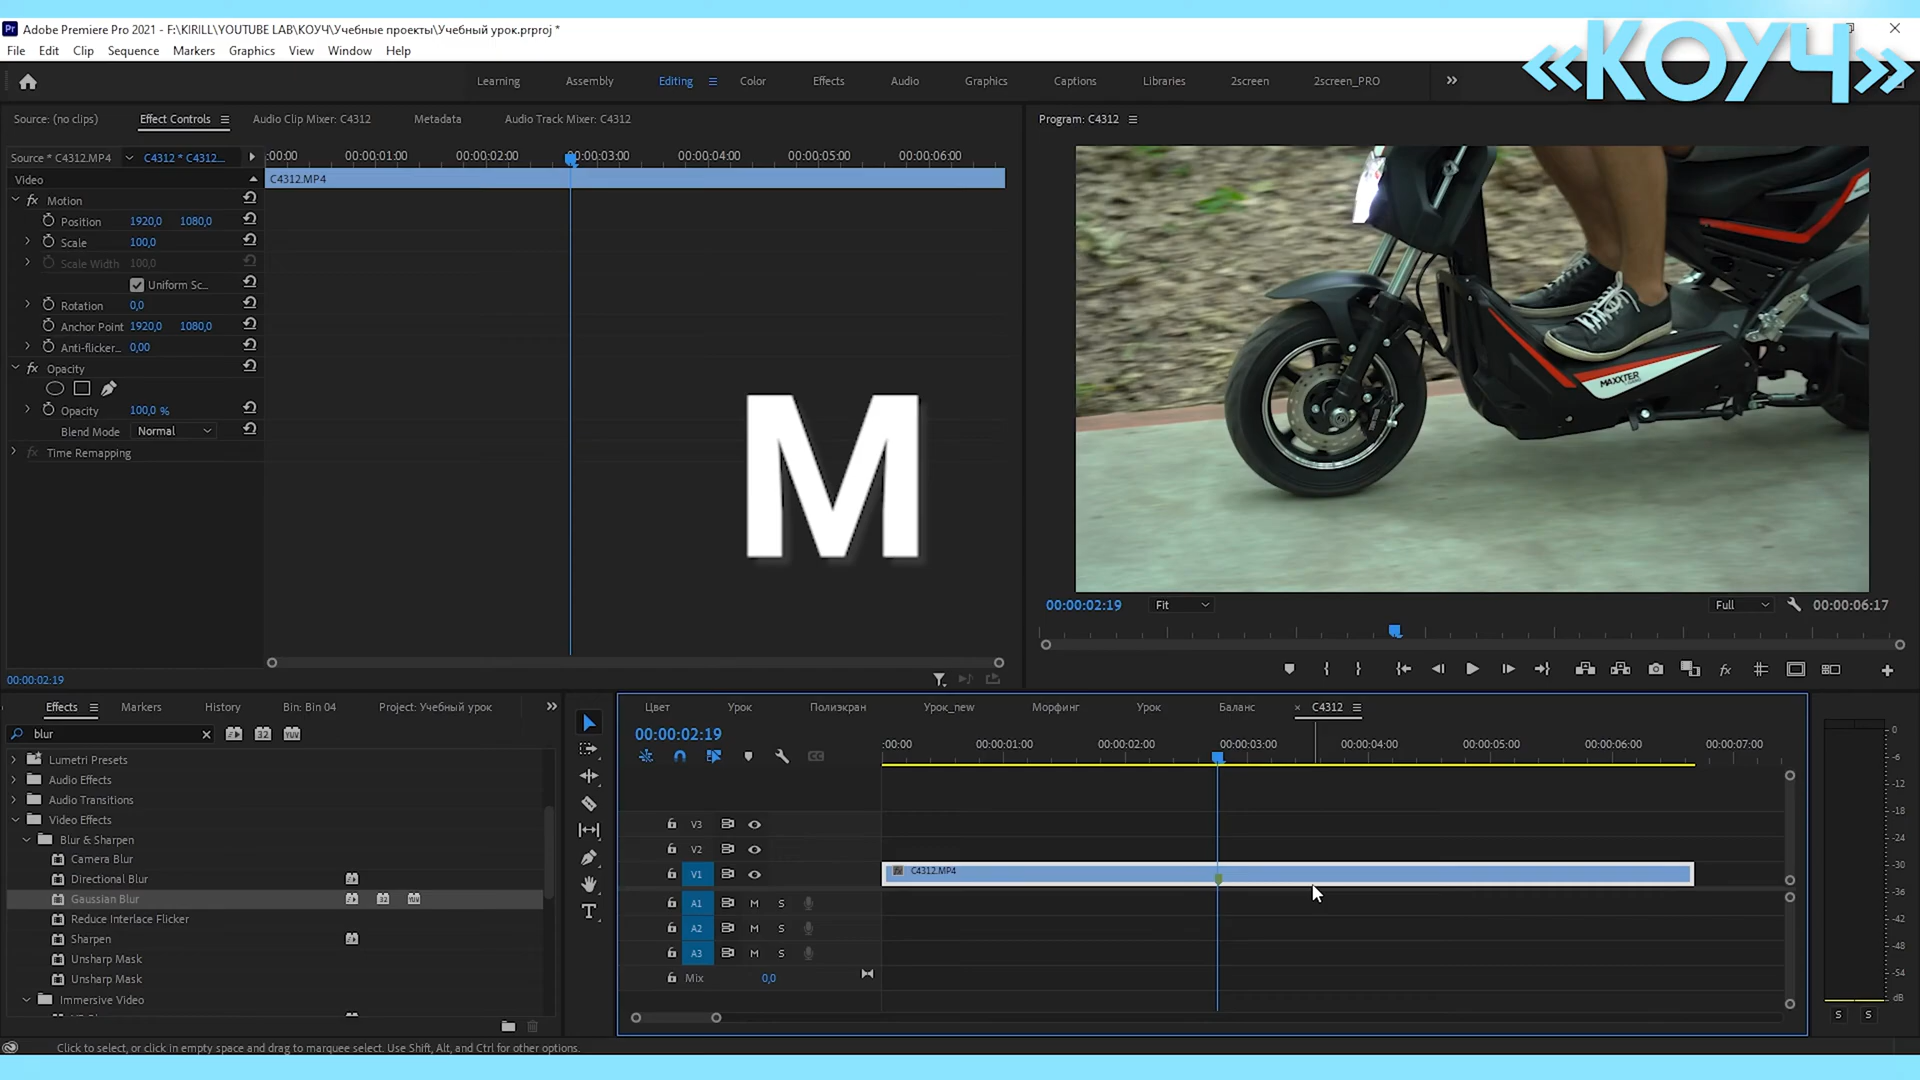 Adobe Premiere Pro 2021 - F:\KIRILL\YOUTUBE LAB\КОУЧ\Учебные проекты\Учебный урок.prproj *
«КОУЧ»
File Edit Clip Sequence Markers Graphics View Window Help
Learning Assembly Editing Color Effects Audio Graphics Captions Libraries 2screen 2screen_PRO
Source: (no clips) Effect Controls Audio Clip Mixer: C4312 Metadata Audio Track Mixer: C4312
Program: C4312
Source * C4312.MP4 C4312 * C4312...
:00:00 00:00:01:00 00:00:02:00 00:00:03:00 00:00:04:00 00:00:05:00 00:00:06:00
Video
C4312.MP4
Motion
Position 1920,0 1080,0
Scale 100,0
Scale Width 100,0
Uniform Sc...
Rotation 0,0
Anchor Point 1920,0 1080,0
Anti-flicker... 0,00
Opacity
Opacity 100,0 %
Blend Mode Normal
Time Remapping
M
MAXXTER
00:00:02:19 Fit Full 00:00:06:17
00:00:02:19
Effects Markers History Bin: Bin 04 Project: Учебный урок
blur
Lumetri Presets
Audio Effects
Audio Transitions
Video Effects
Blur & Sharpen
Camera Blur
Directional Blur
Gaussian Blur
Reduce Interlace Flicker
Sharpen
Unsharp Mask
Unsharp Mask
Immersive Video
Цвет Урок Полиэкран Урок_new Морфинг Урок Баланс × C4312
00:00:02:19
:00:00 00:00:01:00 00:00:02:00 00:00:03:00 00:00:04:00 00:00:05:00 00:00:06:00 00:00:07:00
V3
V2
V1 C4312.MP4
A1 M S
A2 M S
A3 M S
Mix 0,0
0
-6
-12
-18
-24
-30
-36
-42
-48
-54
dB
S S
Click to select, or click in empty space and drag to marquee select. Use Shift, Alt, and Ctrl for other options.